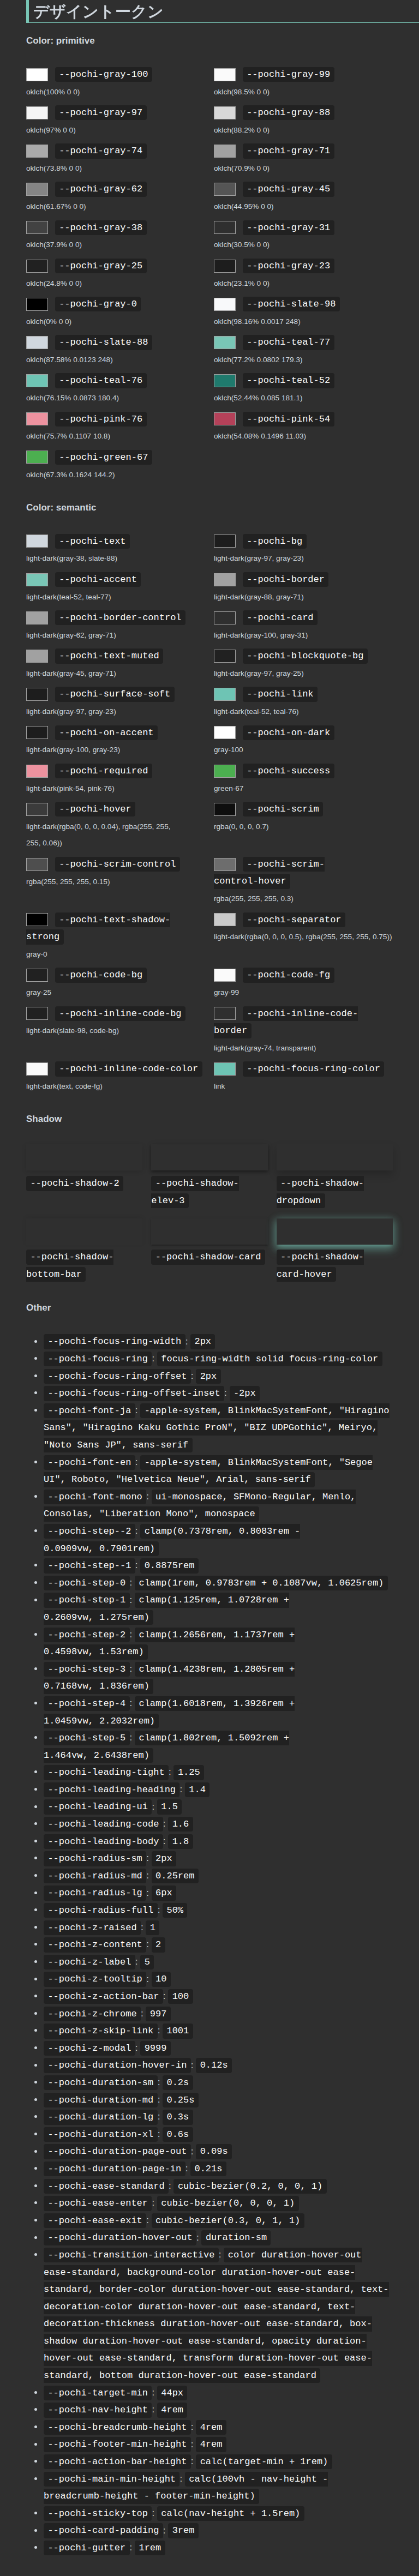 デザイントークン
Color: primitive
--pochi-gray-100
oklch(100% 0 0)
--pochi-gray-99
oklch(98.5% 0 0)
--pochi-gray-97
oklch(97% 0 0)
--pochi-gray-88
oklch(88.2% 0 0)
--pochi-gray-74
oklch(73.8% 0 0)
--pochi-gray-71
oklch(70.9% 0 0)
--pochi-gray-62
oklch(61.67% 0 0)
--pochi-gray-45
oklch(44.95% 0 0)
--pochi-gray-38
oklch(37.9% 0 0)
--pochi-gray-31
oklch(30.5% 0 0)
--pochi-gray-25
oklch(24.8% 0 0)
--pochi-gray-23
oklch(23.1% 0 0)
--pochi-gray-0
oklch(0% 0 0)
--pochi-slate-98
oklch(98.16% 0.0017 248)
--pochi-slate-88
oklch(87.58% 0.0123 248)
--pochi-teal-77
oklch(77.2% 0.0802 179.3)
--pochi-teal-76
oklch(76.15% 0.0873 180.4)
--pochi-teal-52
oklch(52.44% 0.085 181.1)
--pochi-pink-76
oklch(75.7% 0.1107 10.8)
--pochi-pink-54
oklch(54.08% 0.1496 11.03)
--pochi-green-67
oklch(67.3% 0.1624 144.2)
Color: semantic
--pochi-text
light-dark(gray-38, slate-88)
--pochi-bg
light-dark(gray-97, gray-23)
--pochi-accent
light-dark(teal-52, teal-77)
--pochi-border
light-dark(gray-88, gray-71)
--pochi-border-control
light-dark(gray-62, gray-71)
--pochi-card
light-dark(gray-100, gray-31)
--pochi-text-muted
light-dark(gray-45, gray-71)
--pochi-blockquote-bg
light-dark(gray-97, gray-25)
--pochi-surface-soft
light-dark(gray-97, gray-23)
--pochi-link
light-dark(teal-52, teal-76)
--pochi-on-accent
light-dark(gray-100, gray-23)
--pochi-on-dark
gray-100
--pochi-required
light-dark(pink-54, pink-76)
--pochi-success
green-67
--pochi-hover
light-dark(rgba(0, 0, 0, 0.04), rgba(255, 255,
255, 0.06))
--pochi-scrim
rgba(0, 0, 0, 0.7)
--pochi-scrim-control
rgba(255, 255, 255, 0.15)
--pochi-scrim-
control-hover
rgba(255, 255, 255, 0.3)
--pochi-text-shadow-
strong
gray-0
--pochi-separator
light-dark(rgba(0, 0, 0, 0.5), rgba(255, 255, 255, 0.75))
--pochi-code-bg
gray-25
--pochi-code-fg
gray-99
--pochi-inline-code-bg
light-dark(slate-98, code-bg)
--pochi-inline-code-
border
light-dark(gray-74, transparent)
--pochi-inline-code-color
light-dark(text, code-fg)
--pochi-focus-ring-color
link
Shadow
--pochi-shadow-2
--pochi-shadow-
elev-3
--pochi-shadow-
dropdown
--pochi-shadow-
bottom-bar
--pochi-shadow-card
--pochi-shadow-
card-hover
Other
• --pochi-focus-ring-width : 2px
• --pochi-focus-ring : focus-ring-width solid focus-ring-color
• --pochi-focus-ring-offset : 2px
• --pochi-focus-ring-offset-inset : -2px
• --pochi-font-ja : -apple-system, BlinkMacSystemFont, "Hiragino
Sans", "Hiragino Kaku Gothic ProN", "BIZ UDPGothic", Meiryo,
"Noto Sans JP", sans-serif
• --pochi-font-en : -apple-system, BlinkMacSystemFont, "Segoe
UI", Roboto, "Helvetica Neue", Arial, sans-serif
• --pochi-font-mono : ui-monospace, SFMono-Regular, Menlo,
Consolas, "Liberation Mono", monospace
• --pochi-step--2 : clamp(0.7378rem, 0.8083rem -
0.0909vw, 0.7901rem)
• --pochi-step--1 : 0.8875rem
• --pochi-step-0 : clamp(1rem, 0.9783rem + 0.1087vw, 1.0625rem)
• --pochi-step-1 : clamp(1.125rem, 1.0728rem +
0.2609vw, 1.275rem)
• --pochi-step-2 : clamp(1.2656rem, 1.1737rem +
0.4598vw, 1.53rem)
• --pochi-step-3 : clamp(1.4238rem, 1.2805rem +
0.7168vw, 1.836rem)
• --pochi-step-4 : clamp(1.6018rem, 1.3926rem +
1.0459vw, 2.2032rem)
• --pochi-step-5 : clamp(1.802rem, 1.5092rem +
1.464vw, 2.6438rem)
• --pochi-leading-tight : 1.25
• --pochi-leading-heading : 1.4
• --pochi-leading-ui : 1.5
• --pochi-leading-code : 1.6
• --pochi-leading-body : 1.8
• --pochi-radius-sm : 2px
• --pochi-radius-md : 0.25rem
• --pochi-radius-lg : 6px
• --pochi-radius-full : 50%
• --pochi-z-raised : 1
• --pochi-z-content : 2
• --pochi-z-label : 5
• --pochi-z-tooltip : 10
• --pochi-z-action-bar : 100
• --pochi-z-chrome : 997
• --pochi-z-skip-link : 1001
• --pochi-z-modal : 9999
• --pochi-duration-hover-in : 0.12s
• --pochi-duration-sm : 0.2s
• --pochi-duration-md : 0.25s
• --pochi-duration-lg : 0.3s
• --pochi-duration-xl : 0.6s
• --pochi-duration-page-out : 0.09s
• --pochi-duration-page-in : 0.21s
• --pochi-ease-standard : cubic-bezier(0.2, 0, 0, 1)
• --pochi-ease-enter : cubic-bezier(0, 0, 0, 1)
• --pochi-ease-exit : cubic-bezier(0.3, 0, 1, 1)
• --pochi-duration-hover-out : duration-sm
• --pochi-transition-interactive : color duration-hover-out
ease-standard, background-color duration-hover-out ease-
standard, border-color duration-hover-out ease-standard, text-
decoration-color duration-hover-out ease-standard, text-
decoration-thickness duration-hover-out ease-standard, box-
shadow duration-hover-out ease-standard, opacity duration-
hover-out ease-standard, transform duration-hover-out ease-
standard, bottom duration-hover-out ease-standard
• --pochi-target-min : 44px
• --pochi-nav-height : 4rem
• --pochi-breadcrumb-height : 4rem
• --pochi-footer-min-height : 4rem
• --pochi-action-bar-height : calc(target-min + 1rem)
• --pochi-main-min-height : calc(100vh - nav-height -
breadcrumb-height - footer-min-height)
• --pochi-sticky-top : calc(nav-height + 1.5rem)
• --pochi-card-padding : 3rem
• --pochi-gutter : 1rem